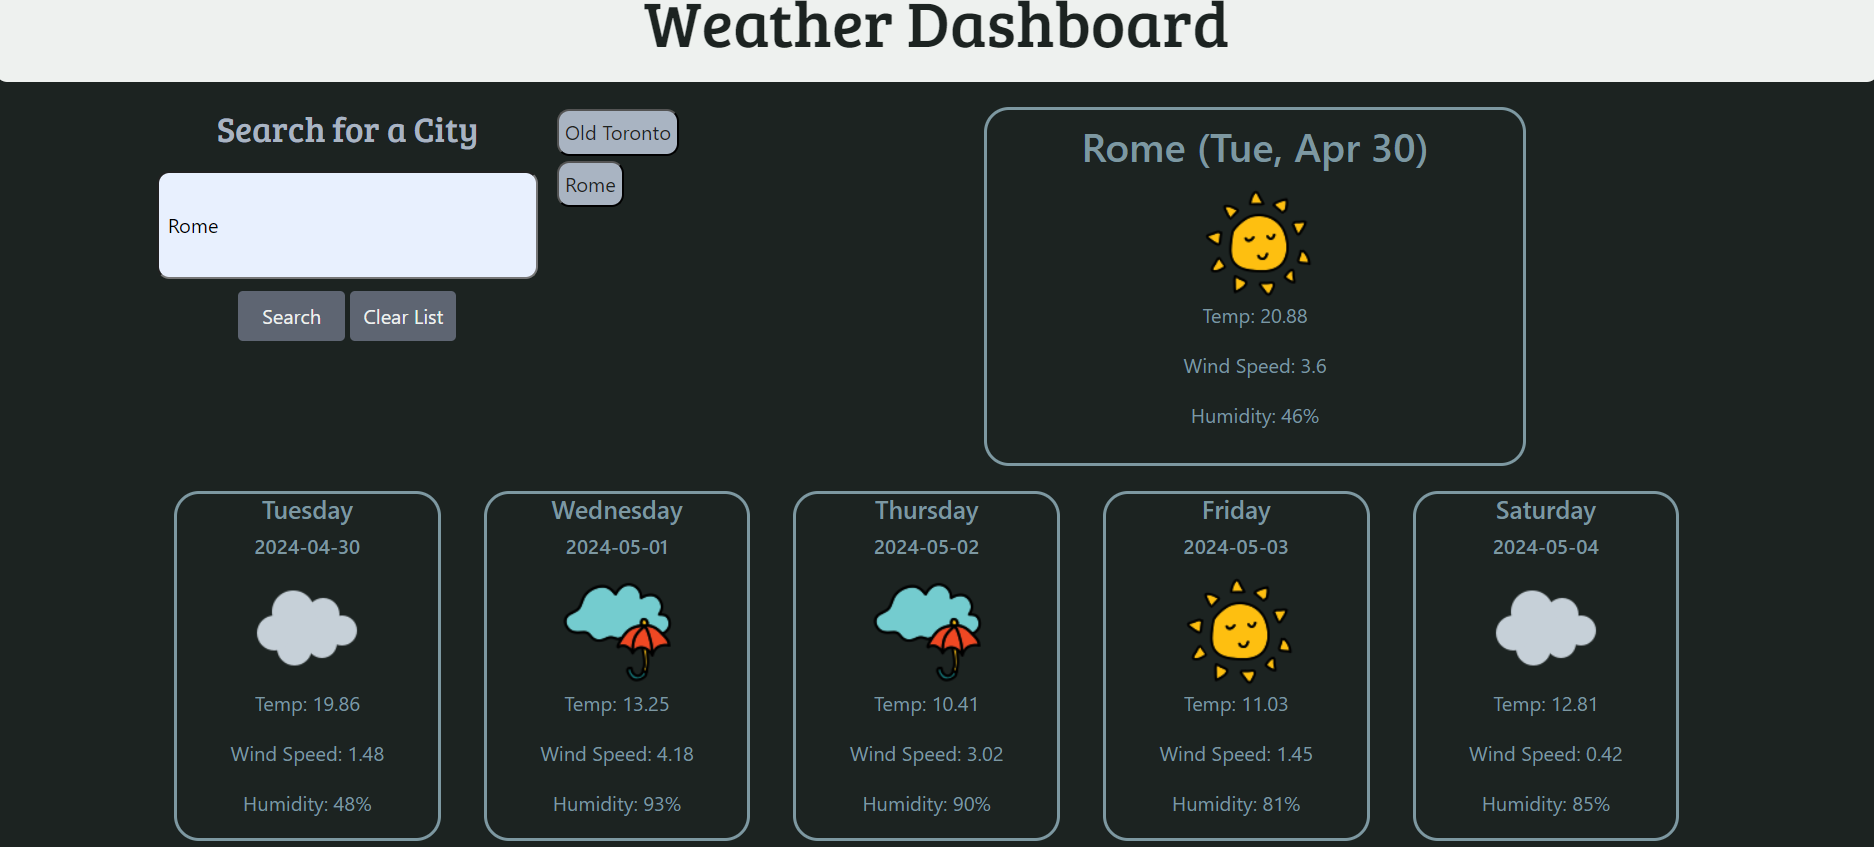 Weather Dashboard
Search for a City
Rome
Search
Clear List
Old Toronto
Rome
Rome (Tue, Apr 30)
Temp: 20.88
Wind Speed: 3.6
Humidity: 46%
Tuesday
2024-04-30
Temp: 19.86
Wind Speed: 1.48
Humidity: 48%
Wednesday
2024-05-01
Temp: 13.25
Wind Speed: 4.18
Humidity: 93%
Thursday
2024-05-02
Temp: 10.41
Wind Speed: 3.02
Humidity: 90%
Friday
2024-05-03
Temp: 11.03
Wind Speed: 1.45
Humidity: 81%
Saturday
2024-05-04
Temp: 12.81
Wind Speed: 0.42
Humidity: 85%